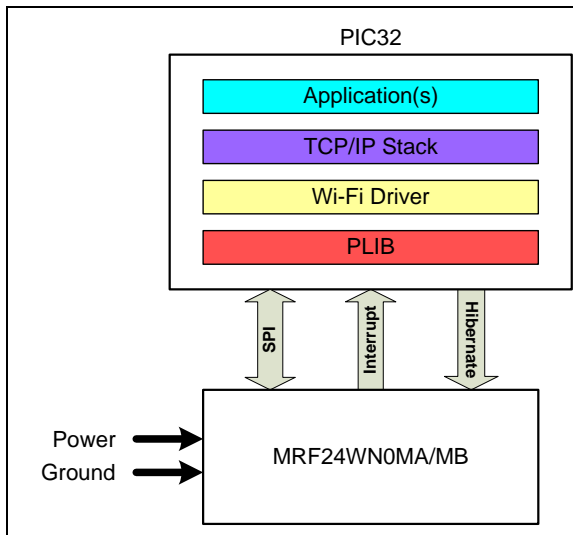 PIC32
Application(s)
TCP/IP Stack
Wi-Fi Driver
PLIB
SPI
Interrupt
Hibernate
Power
Ground
MRF24WN0MA/MB